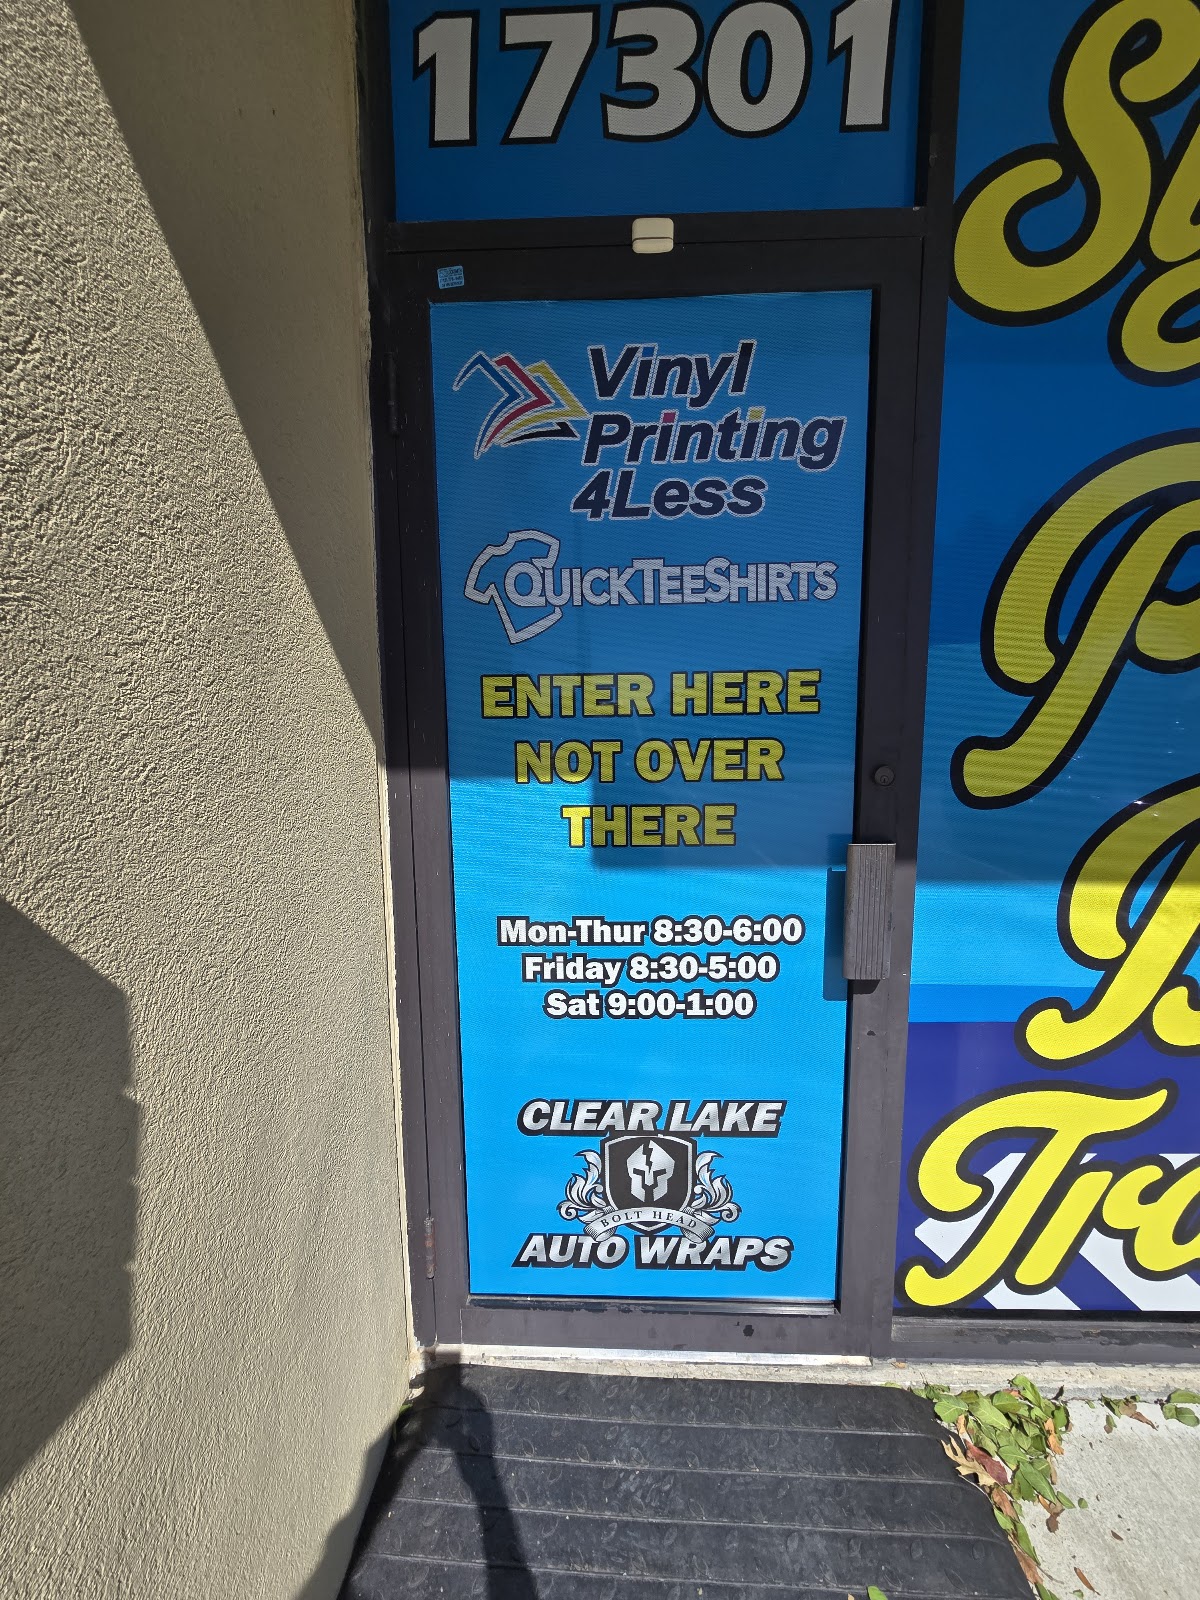 17301
Vinyl
Printing
4Less
QUICKTEESHIRTS
ENTER HERE
NOT OVER
THERE
Mon-Thur 8:30-6:00
Friday 8:30-5:00
Sat 9:00-1:00
CLEAR LAKE
BOLT HEAD
AUTO WRAPS